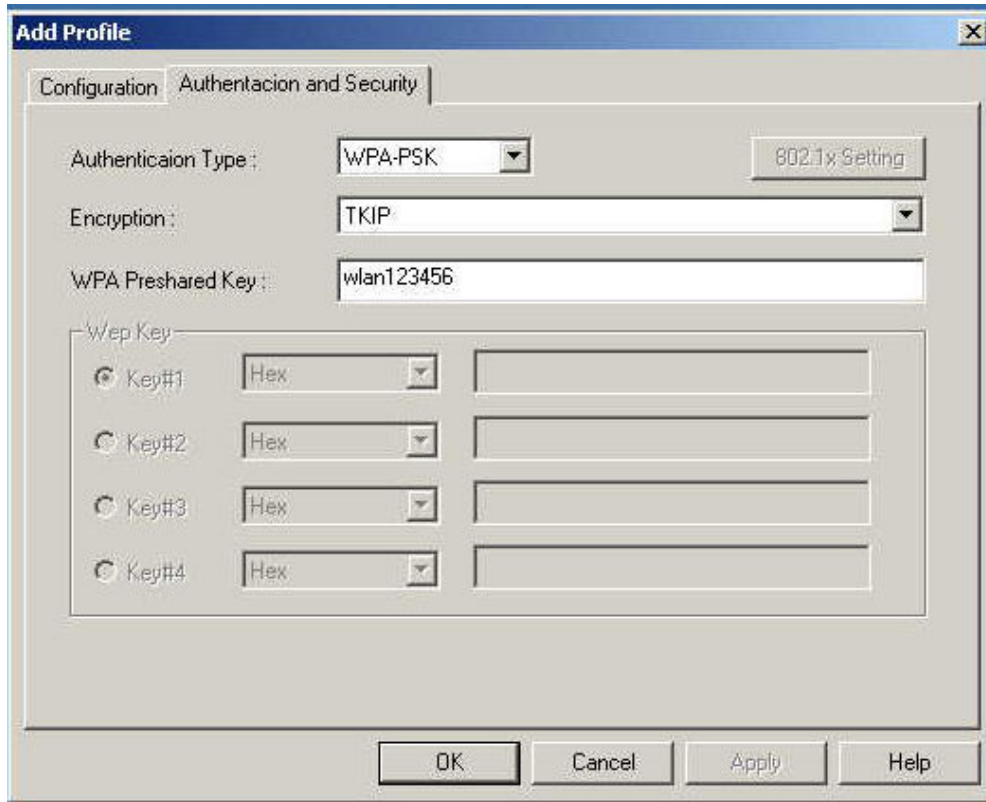 Add Profile
Configuration
Authentacion and Security
Authenticaion Type :
WPA-PSK
802.1x Setting
Encryption :
TKIP
WPA Preshared Key :
wlan123456
Wep Key
Key#1
Hex
Key#2
Hex
Key#3
Hex
Key#4
Hex
OK
Cancel
Apply
Help